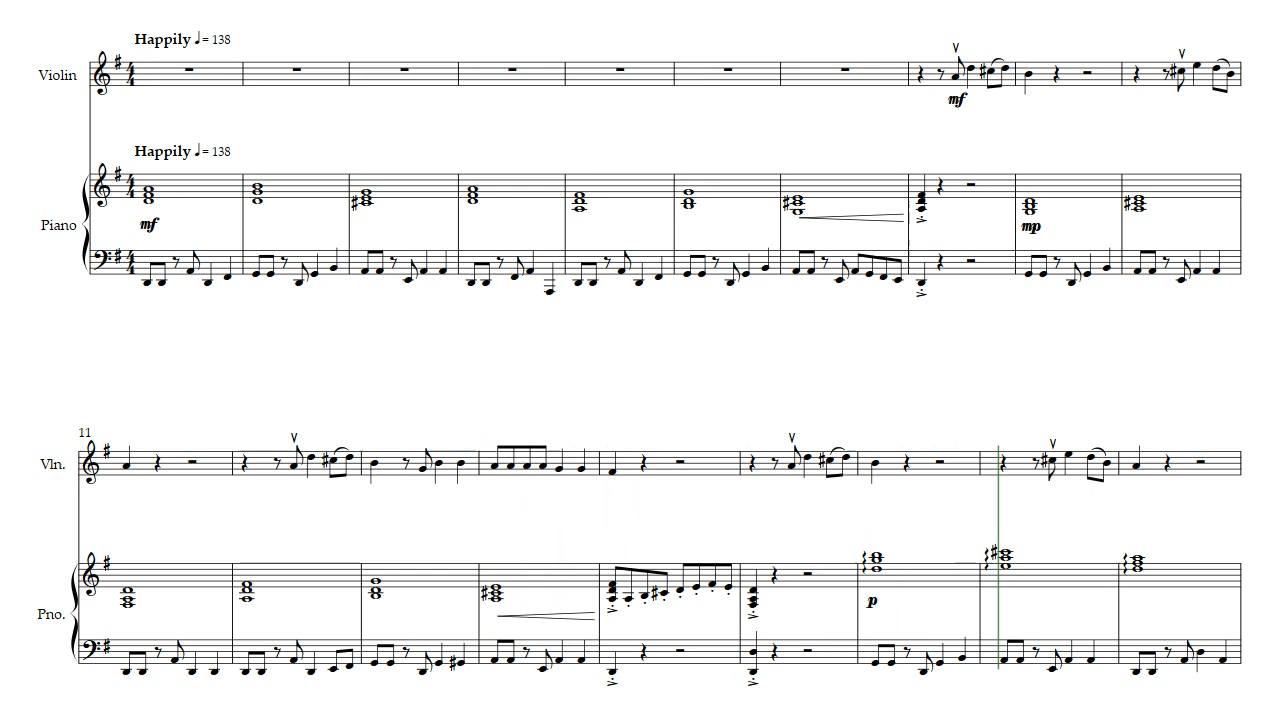 Happily ♩= 138
Violin
mf
Happily ♩= 138
Piano
mf
mp
11
Vln.
Pno.
p